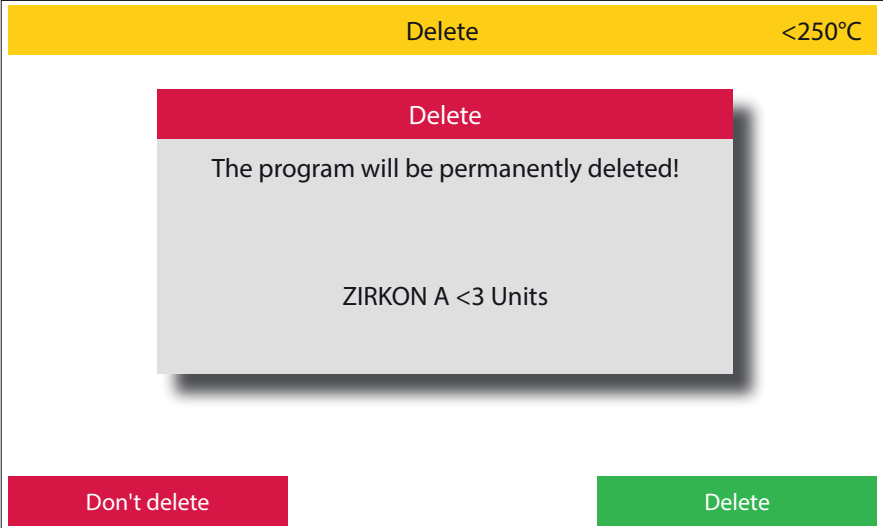 Delete <250°C
Delete
The program will be permanently deleted!
ZIRKON A <3 Units
Don't delete Delete